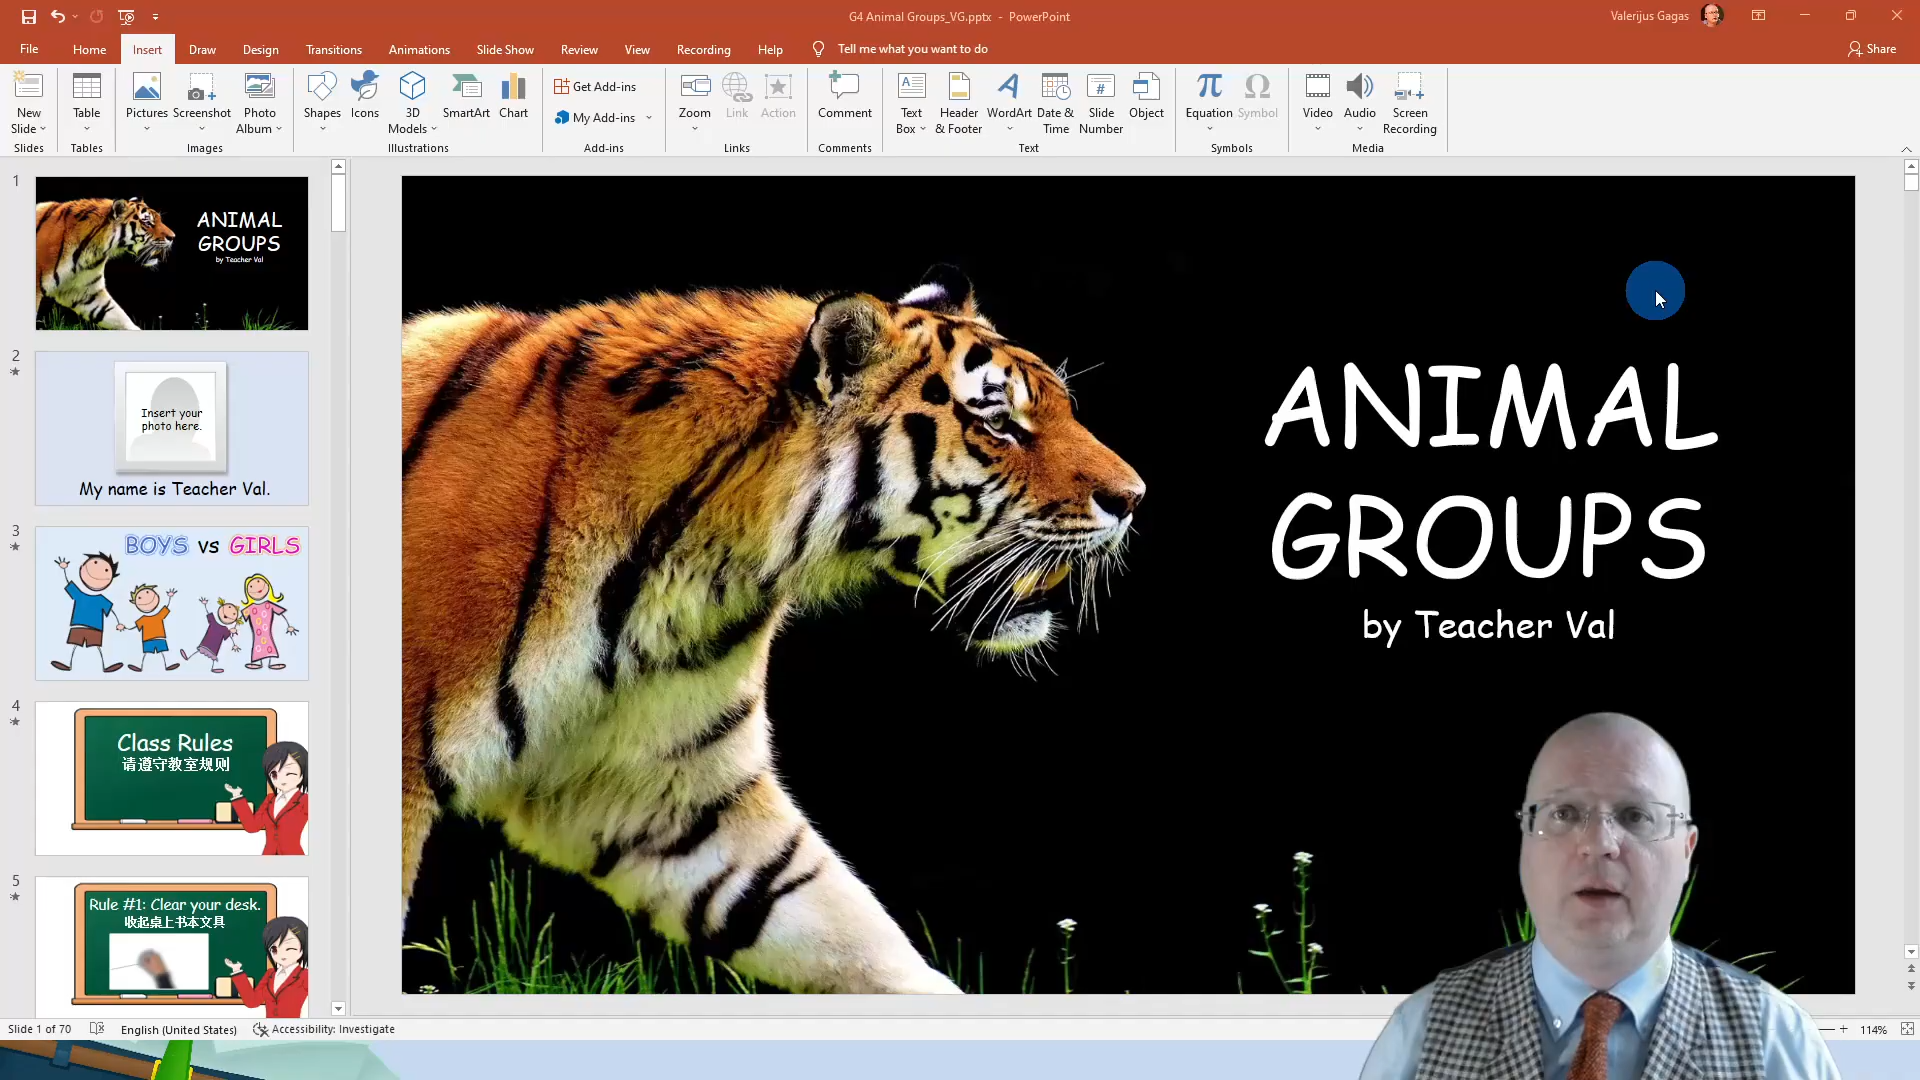 G4 Animal Groups_VG.pptx - PowerPoint
Valerijus Gagas
File Home Insert Draw Design Transitions Animations Slide Show Review View Recording Help Tell me what you want to do
Share
New Slide
Table
Pictures
Screenshot
Photo Album
Shapes
Icons
3D Models
SmartArt
Chart
Get Add-ins
My Add-ins
Zoom
Link
Action
Comment
Text Box
Header & Footer
WordArt
Date & Time
Slide Number
Object
Equation
Symbol
Video
Audio
Screen Recording
Slides Tables Images Illustrations Add-ins Links Comments Text Symbols Media
1
ANIMAL
GROUPS
by Teacher Val
2
Insert your
photo here.
My name is Teacher Val.
3
BOYS vs GIRLS
4
Class Rules
请遵守教室规则
5
Rule #1: Clear your desk.
收起桌上书本文具
ANIMAL
GROUPS
by Teacher Val
Slide 1 of 70 English (United States) Accessibility: Investigate
114%